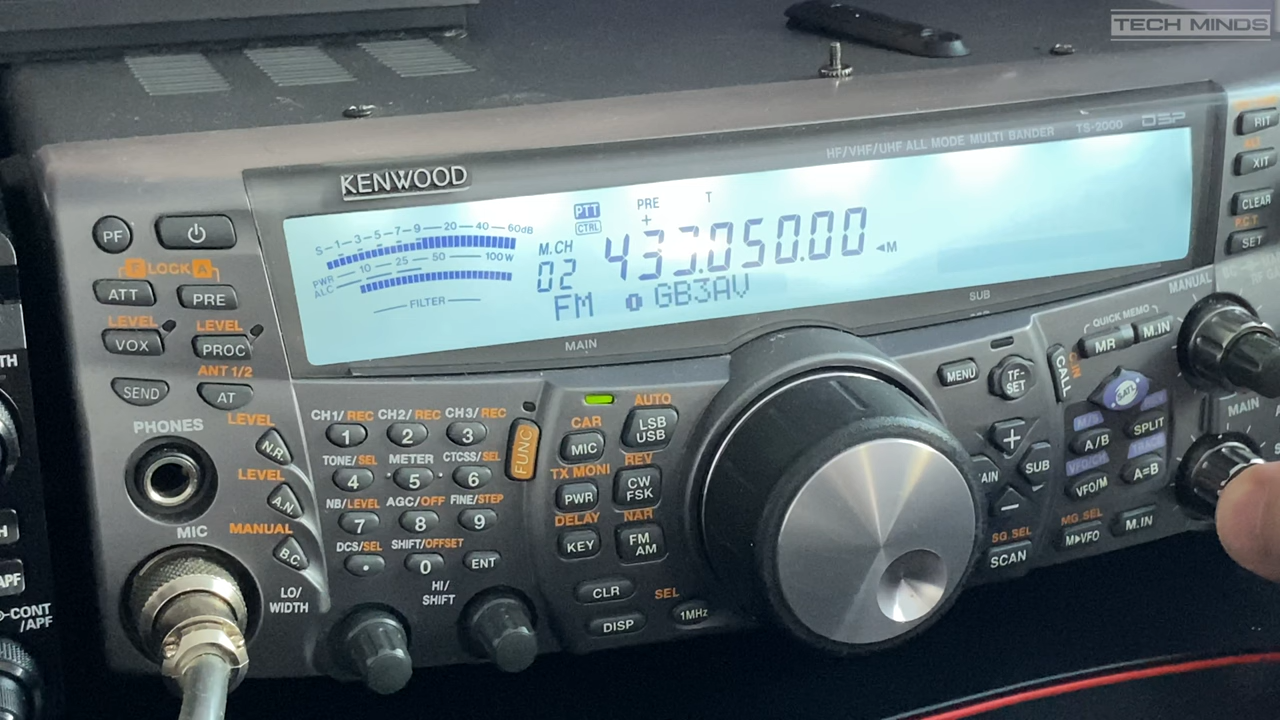 TECH MINDS
HF/VHF/UHF ALL MODE MULTI BANDER TS-2000 DSP
KENWOOD
RIT
XIT
CLEAR
SET
PF
F LOCK A
ATT
PRE
LEVEL LEVEL
VOX
PROC
ANT 1/2
SEND
AT
S-1-3-5-7-9 20 40 60dB
PWR 10 25 50 100W
ALC
FILTER
PTT
CTRL
PRE
+
T
M.CH
02
433.050.00
◄M
FM GB3AV
MAIN
SUB
PHONES
LEVEL
N.R.
LEVEL
A.N.
MIC
MANUAL
B.C.
LO/
WIDTH
HI/
SHIFT
CH1/REC CH2/REC CH3/REC
1 2 3
TONE/SEL METER CTCSS/SEL
4 5 6
NB/LEVEL AGC/OFF FINE/STEP
7 8 9
DCS/SEL SHIFT/OFFSET
. 0 ENT
FUNC
CAR AUTO
MIC LSB
USB
TX MONI REV
PWR CW
FSK
DELAY NAR
KEY FM
AM
CLR SEL
DISP 1MHz
MENU
TF-
SET
CALL
QUICK MEMO
MR
M.IN
MANUAL
SATL
+
AIN
SUB
−
A/B
SPLIT
VFO/M
A=B
MAIN
SG.SEL
SCAN
MG.SEL
M▶VFO
M.IN
TH
H
APF
-CONT
/APF